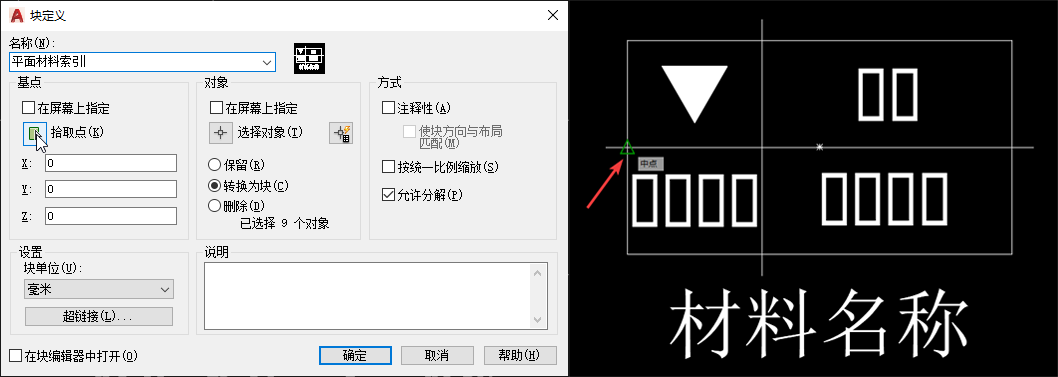 块定义
名称(N):
平面材料索引
基点
在屏幕上指定
拾取点(K)
X: 0
Y: 0
Z: 0
对象
在屏幕上指定
选择对象(T)
保留(R)
转换为块(C)
删除(D)
已选择 9 个对象
方式
注释性(A)
使块方向与布局
匹配(M)
按统一比例缩放(S)
允许分解(P)
设置
块单位(U):
毫米
超链接(L)...
说明
在块编辑器中打开(O)
确定
取消
帮助(H)
中点
材料名称